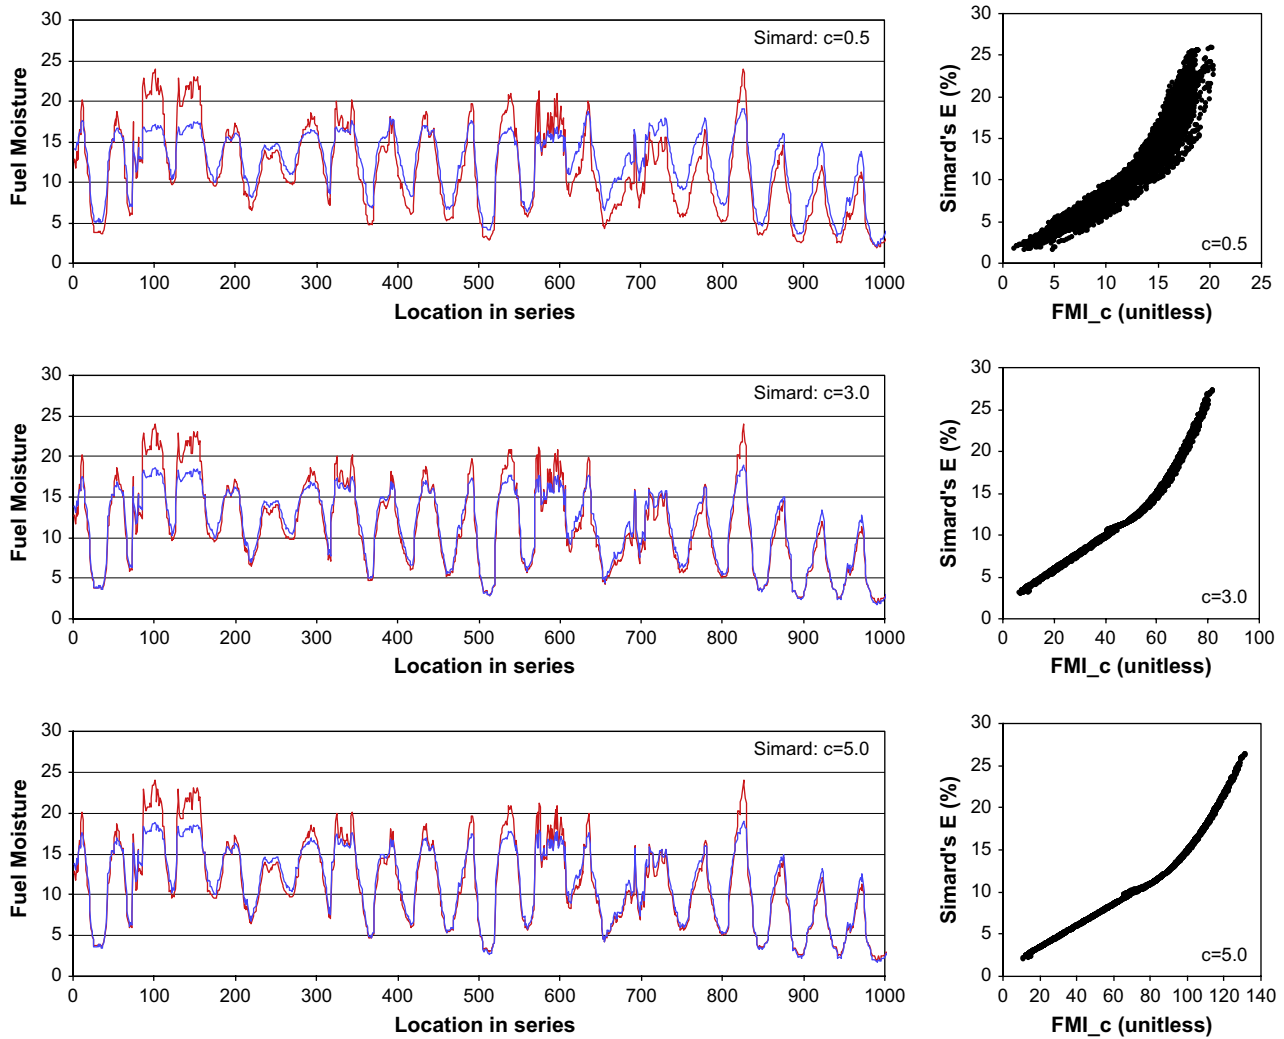 Simard: c=0.5
Fuel Moisture
30
25
20
15
10
5
0
0 100 200 300 400 500 600 700 800 900 1000
Location in series
Simard's E (%)
30
25
20
15
10
5
0
c=0.5
0 5 10 15 20 25
FMI_c (unitless)
Simard: c=3.0
Fuel Moisture
30
25
20
15
10
5
0
0 100 200 300 400 500 600 700 800 900 1000
Location in series
Simard's E (%)
30
25
20
15
10
5
0
c=3.0
0 20 40 60 80 100
FMI_c (unitless)
Simard: c=5.0
Fuel Moisture
30
25
20
15
10
5
0
0 100 200 300 400 500 600 700 800 900 1000
Location in series
Simard's E (%)
30
25
20
15
10
5
0
c=5.0
0 20 40 60 80 100 120 140
FMI_c (unitless)